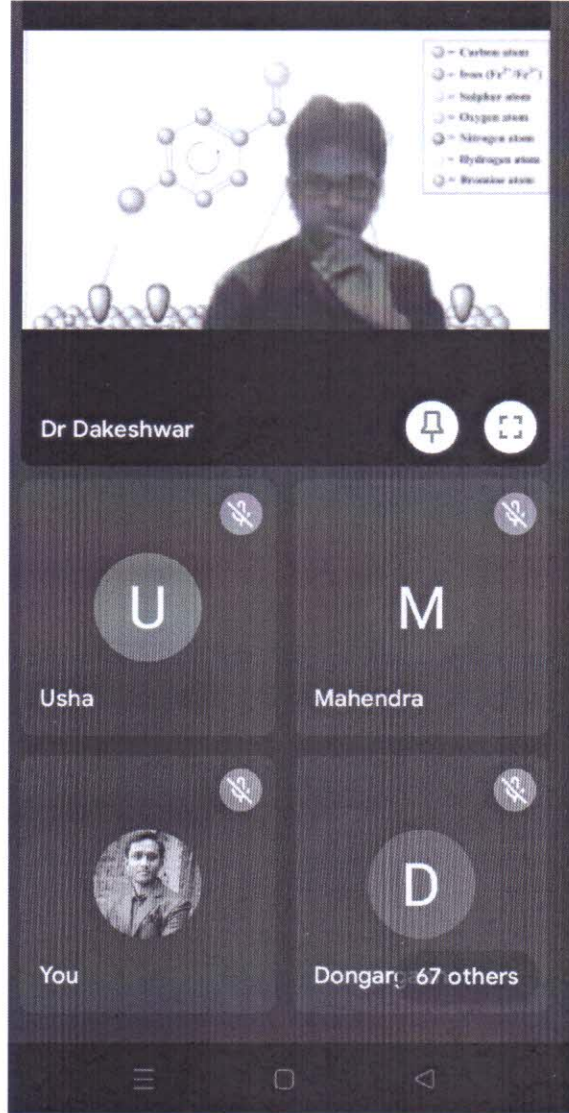 = Carbon atom
= Iron (Fe²⁺/Fe³⁺)
= Sulphur atom
= Oxygen atom
= Nitrogen atom
= Hydrogen atom
= Bromine atom
Dr Dakeshwar
U
M
Usha
Mahendra
D
You
Dongarg 67 others